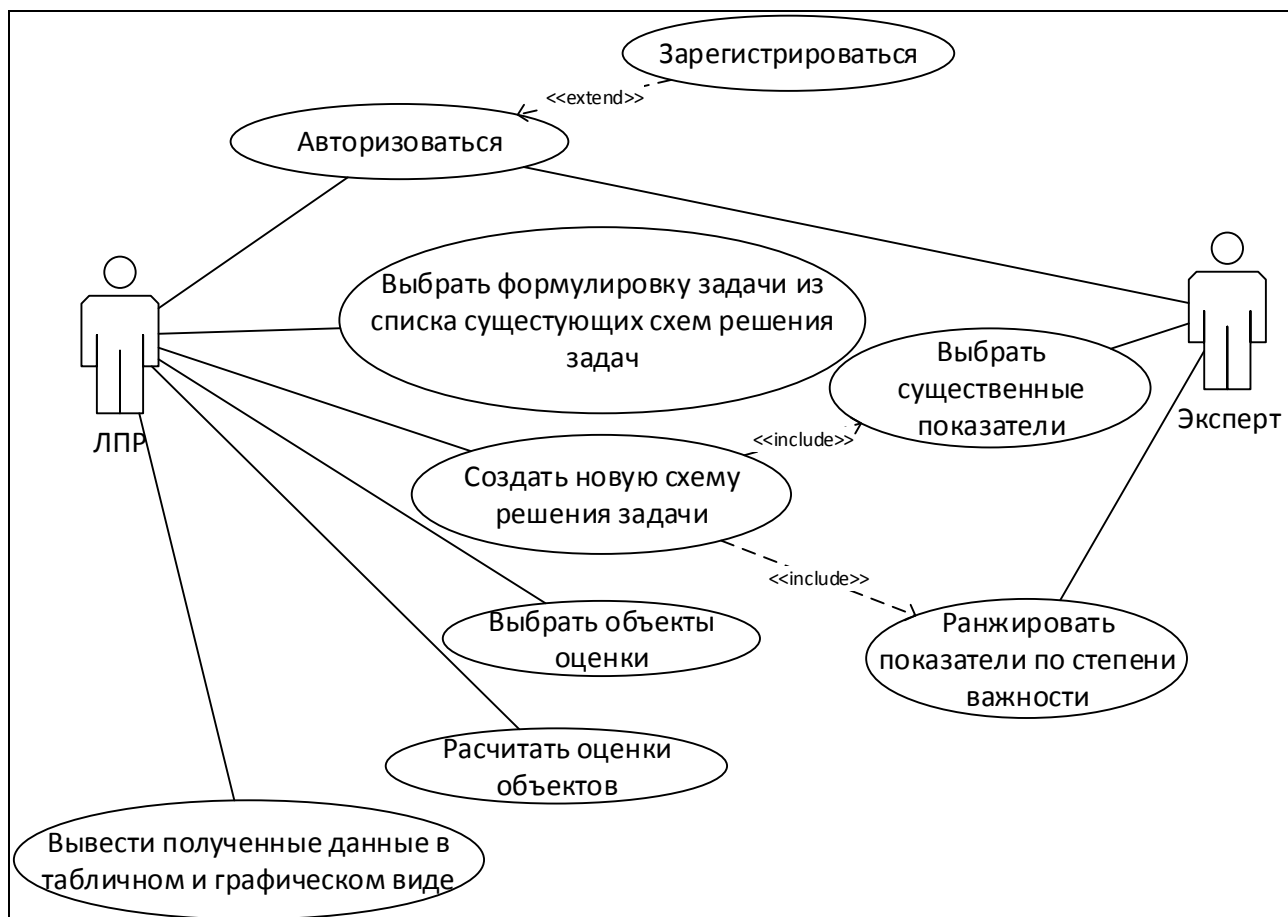 Зарегистрироваться
<<extend>>
Авторизоваться
Выбрать формулировку задачи из
списка существующих схем решения
задач
Выбрать
существенные
показатели
ЛПР
Эксперт
<<include>>
Создать новую схему
решения задачи
<<include>>
Выбрать объекты
оценки
Ранжировать
показатели по степени
важности
Расчитать оценки
объектов
Вывести полученные данные в
табличном и графическом виде